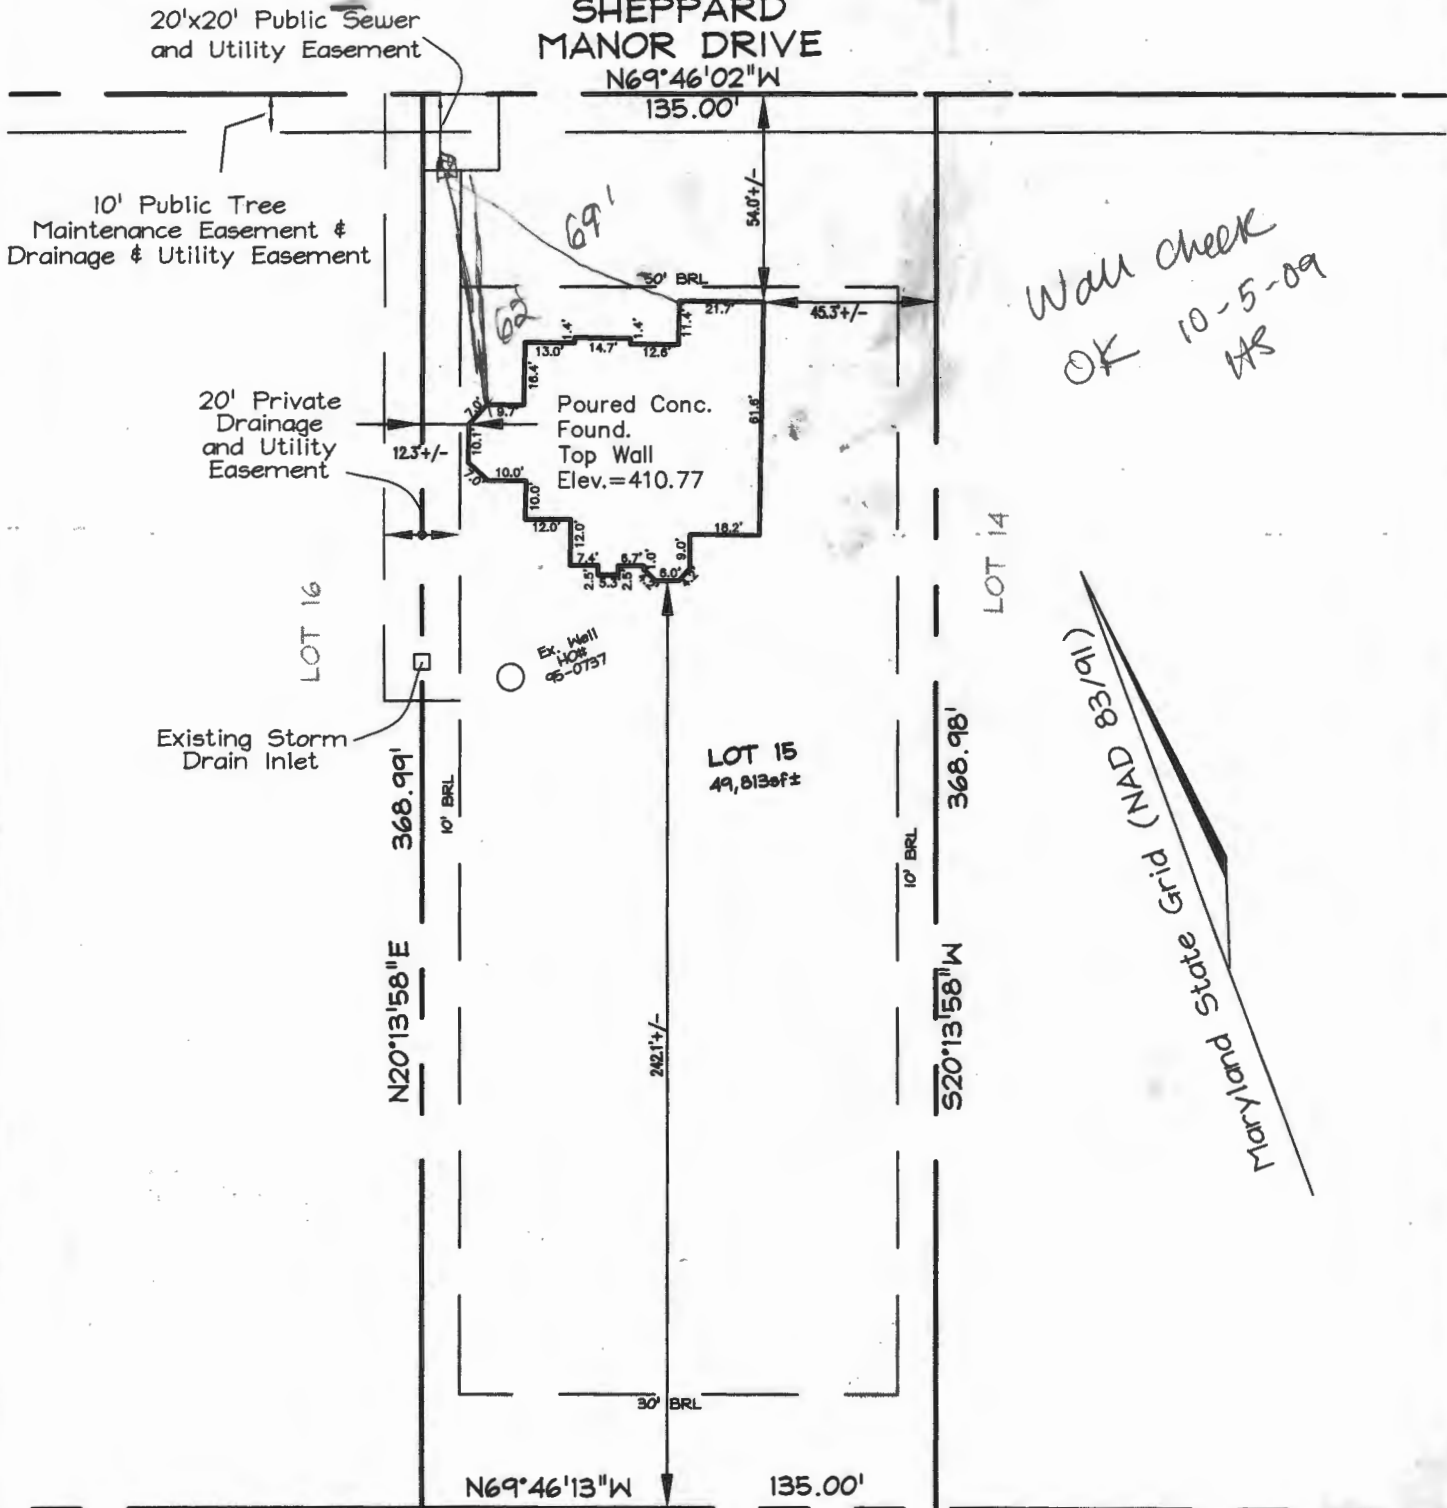 20'x20' Public Sewer
and Utility Easement
SHEPPARD
MANOR DRIVE
N69°46'02"W
135.00'
10' Public Tree
Maintenance Easement &
Drainage & Utility Easement
54.0'+/-
69'
62'
Wall check
OK 10-5-09
50' BRL
21.7'
45.3'+/-
11.4'
1.4'
1.4'
13.0'
14.7'
12.6'
16.4'
61.6'
20' Private
Drainage
and Utility
Easement
7.0'
9.7'
12.3'+/-
10.1'
Poured Conc.
Found.
Top Wall
Elev.=410.77
10.0'
10.0'
12.0'
12.0'
18.2'
9.0'
7.4'
6.7'
1.0'
2.5'
5.3'
2.5'
6.0'
LOT 16
LOT 14
Ex. Well
HO#
95-0737
Existing Storm
Drain Inlet
LOT 15
49,813sf±
368.99'
10' BRL
368.98'
10' BRL
Maryland State Grid (NAD 83/91)
N20°13'58"E
242.1'+/-
S20°13'58"W
30' BRL
N69°46'13"W
135.00'